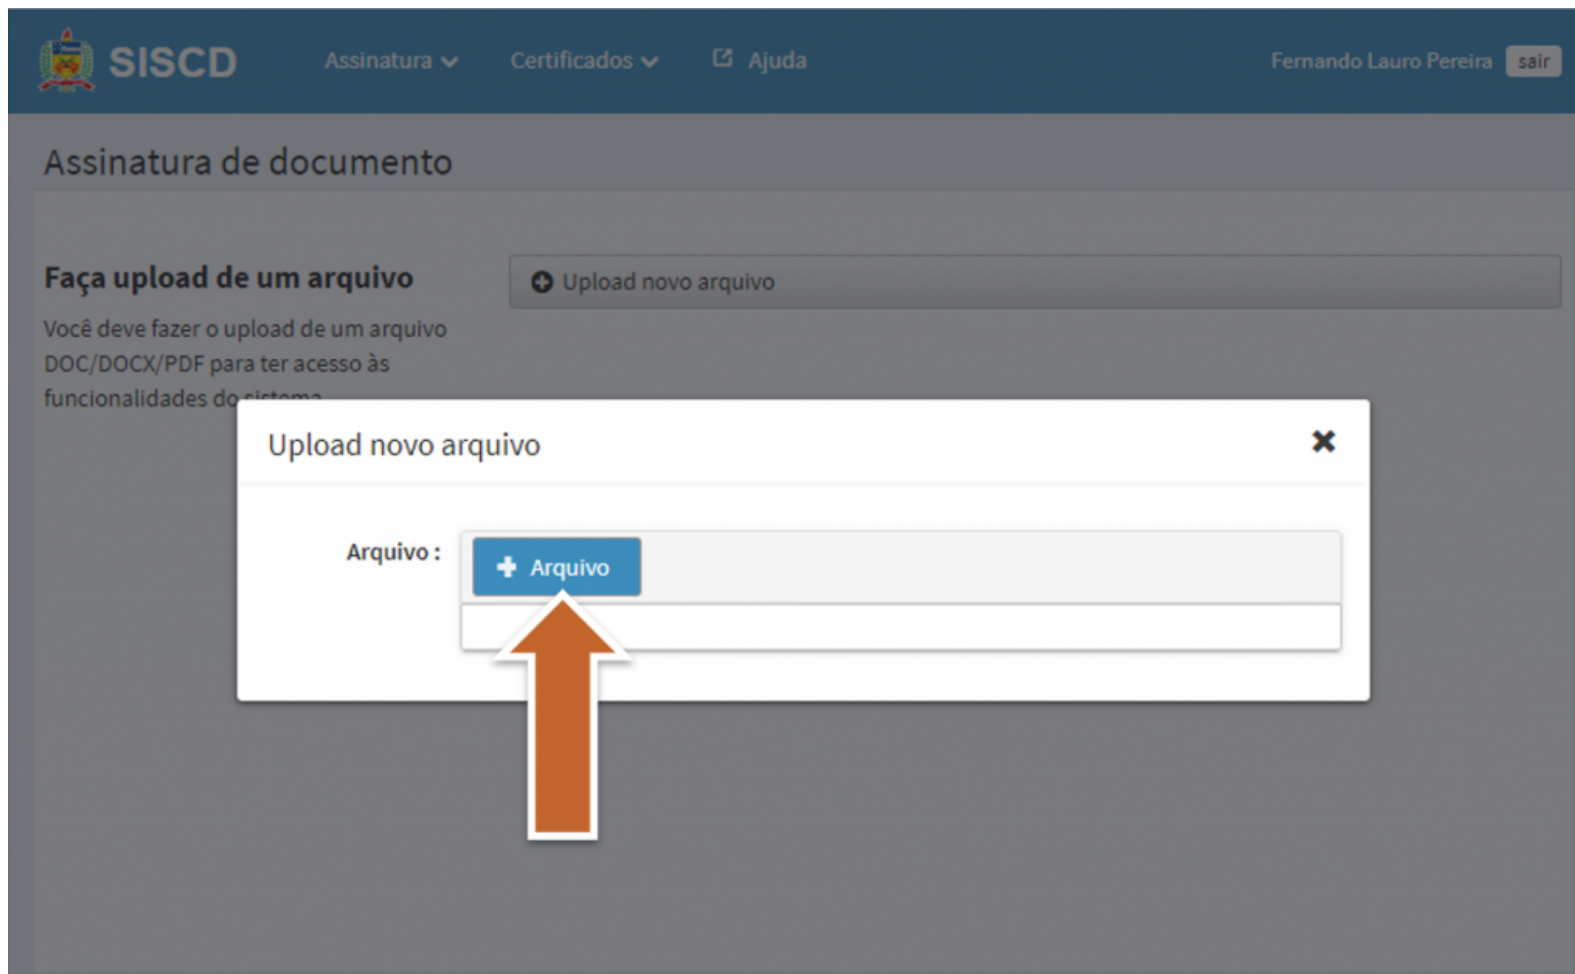 SISCD
Assinatura
Certificados
Ajuda
Fernando Lauro Pereira
sair
Assinatura de documento
Faça upload de um arquivo
Upload novo arquivo
Você deve fazer o upload de um arquivo
DOC/DOCX/PDF para ter acesso às
funcionalidades do sistema
Upload novo arquivo
Arquivo :
Arquivo